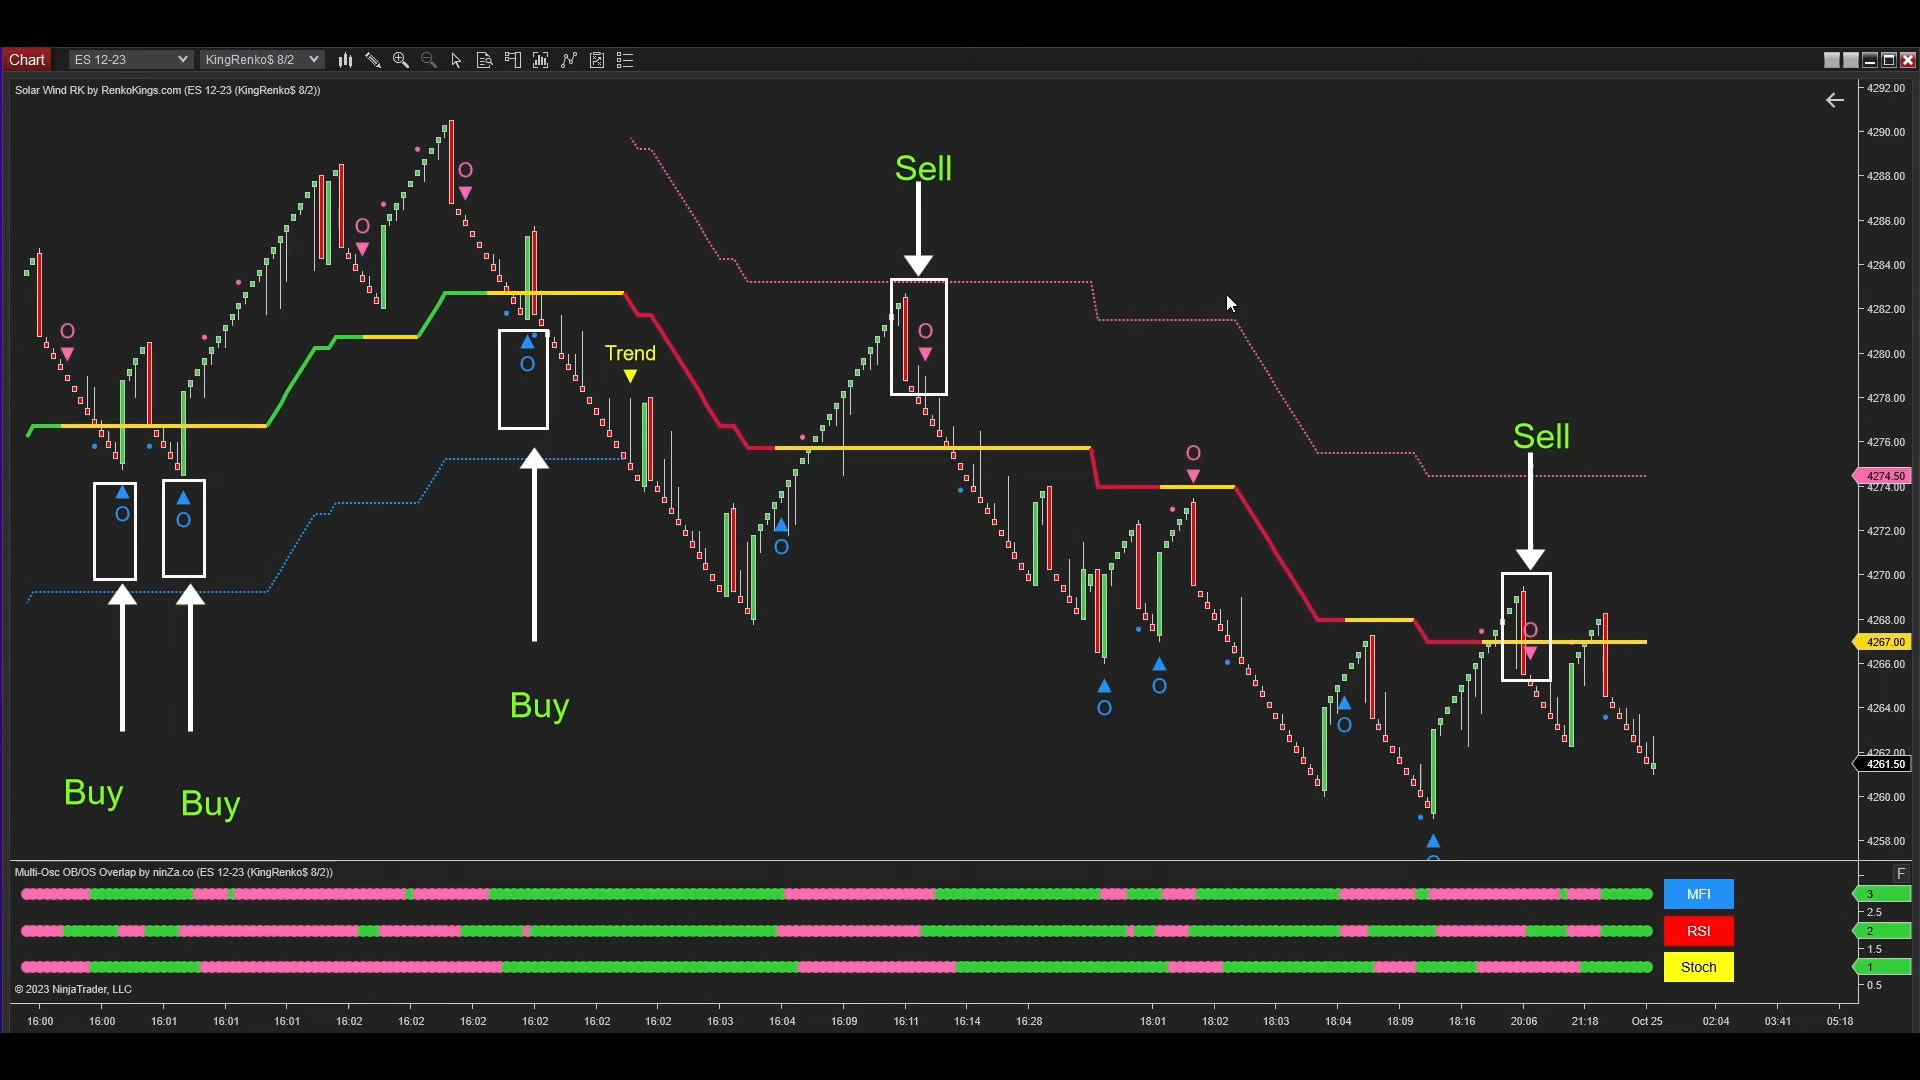 Chart
ES 12-23
KingRenko$ 8/2
Solar Wind RK by RenkoKings.com (ES 12-23 (KingRenko$ 8/2))
4292.00
4290.00
4288.00
4286.00
4284.00
4282.00
4280.00
4278.00
4276.00
4274.50
4274.00
4272.00
4270.00
4268.00
4267.00
4266.00
4264.00
4262.00
4261.50
4260.00
4258.00
Sell
Trend
Sell
Buy
Buy
Buy
O
O
O
O
O
O
O
O
O
O
O
O
O
Multi-Osc OB/OS Overlap by ninZa.co (ES 12-23 (KingRenko$ 8/2))
F
MFI
3
2.5
RSI
2
1.5
Stoch
1
0.5
© 2023 NinjaTrader, LLC
16:00 16:00 16:01 16:01 16:01 16:02 16:02 16:02 16:02 16:02 16:02 16:03 16:04 16:09 16:11 16:14 16:28 18:01 18:02 18:03 18:04 18:09 18:16 20:06 21:18 Oct 25 02:04 03:41 05:18